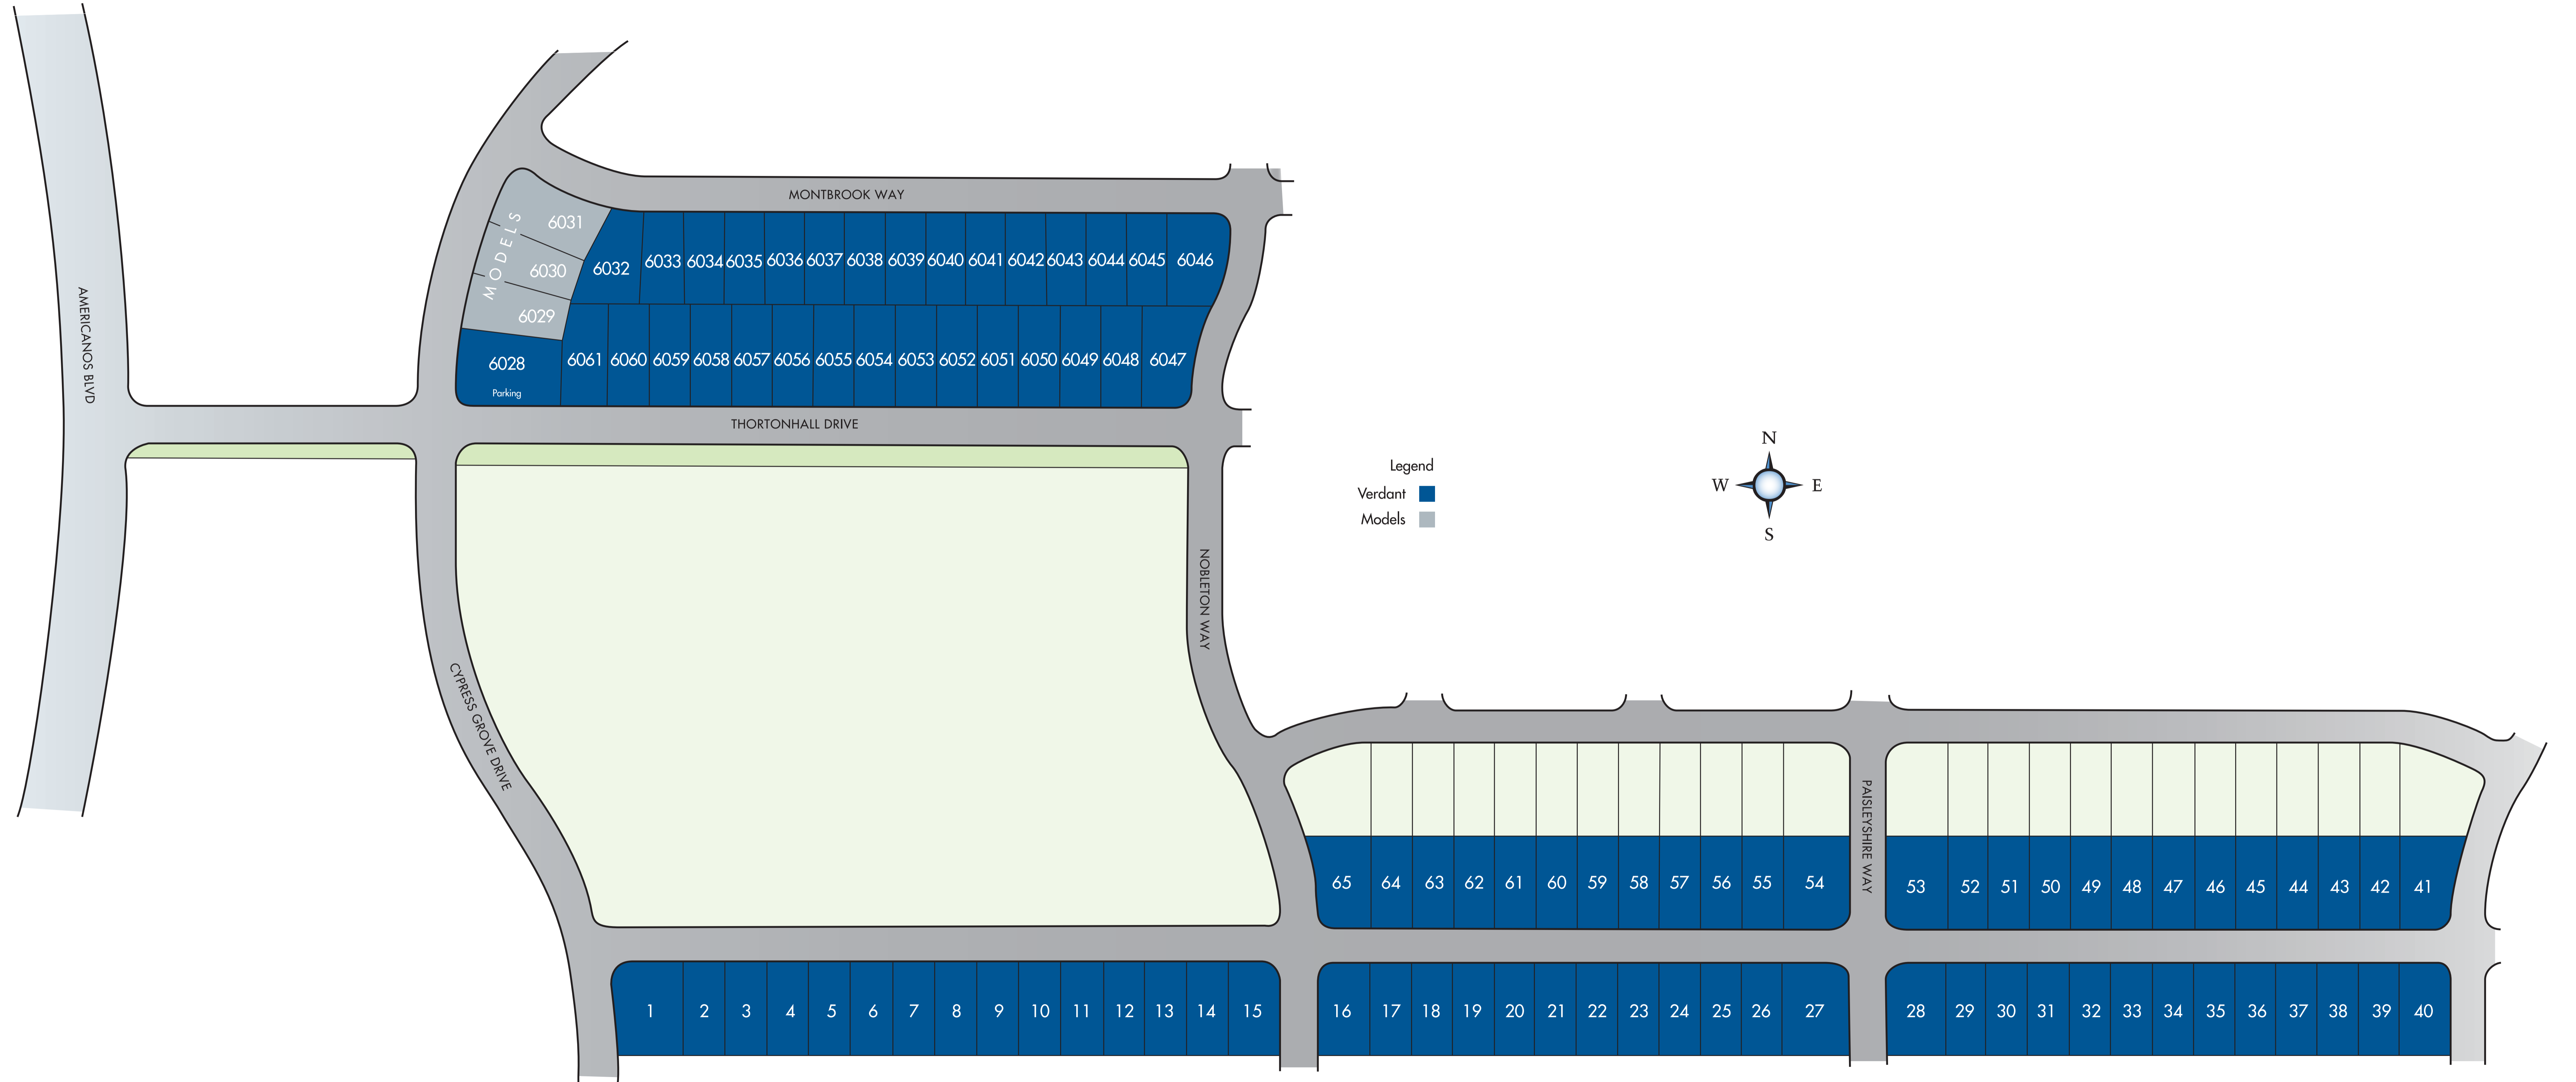 MONTBROOK WAY
MODELS
6031
6030
6029
6032 6033 6034 6035 6036 6037 6038 6039 6040 6041 6042 6043 6044 6045 6046
6028
Parking
6061 6060 6059 6058 6057 6056 6055 6054 6053 6052 6051 6050 6049 6048 6047
AMERICANOS BLVD
THORTONHALL DRIVE
Legend
Verdant
Models
N
W E
S
NOBLETON WAY
CYPRESS GROVE DRIVE
PAISLEYSHIRE WAY
65 64 63 62 61 60 59 58 57 56 55 54
53 52 51 50 49 48 47 46 45 44 43 42 41
1 2 3 4 5 6 7 8 9 10 11 12 13 14 15
16 17 18 19 20 21 22 23 24 25 26 27
28 29 30 31 32 33 34 35 36 37 38 39 40